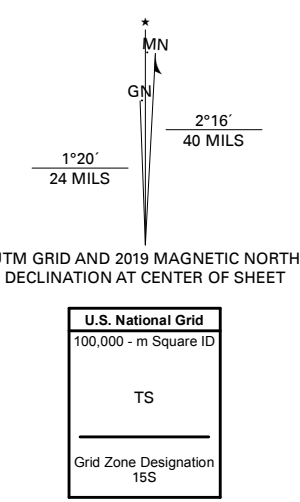 ★
MN
GN
2°16´
40 MILS
1°20´
24 MILS
UTM GRID AND 2019 MAGNETIC NORTH
DECLINATION AT CENTER OF SHEET
U.S. National Grid
100,000 - m Square ID
TS
Grid Zone Designation
15S